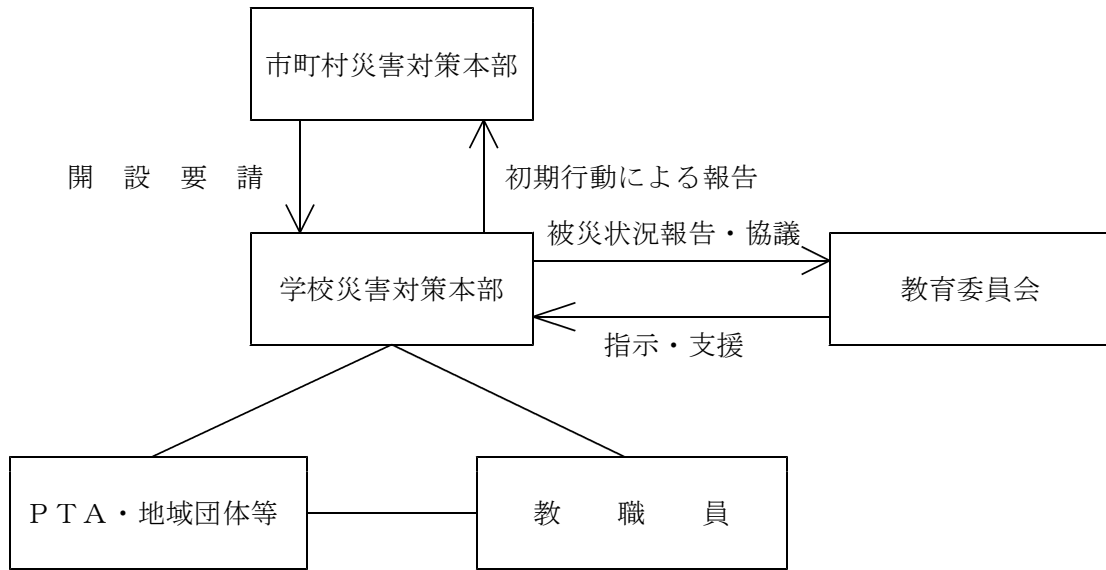 市町村災害対策本部
開　設　要　請
初期行動による報告
被災状況報告・協議
学校災害対策本部
教育委員会
指示・支援
ＰＴＡ・地域団体等
教　職　員